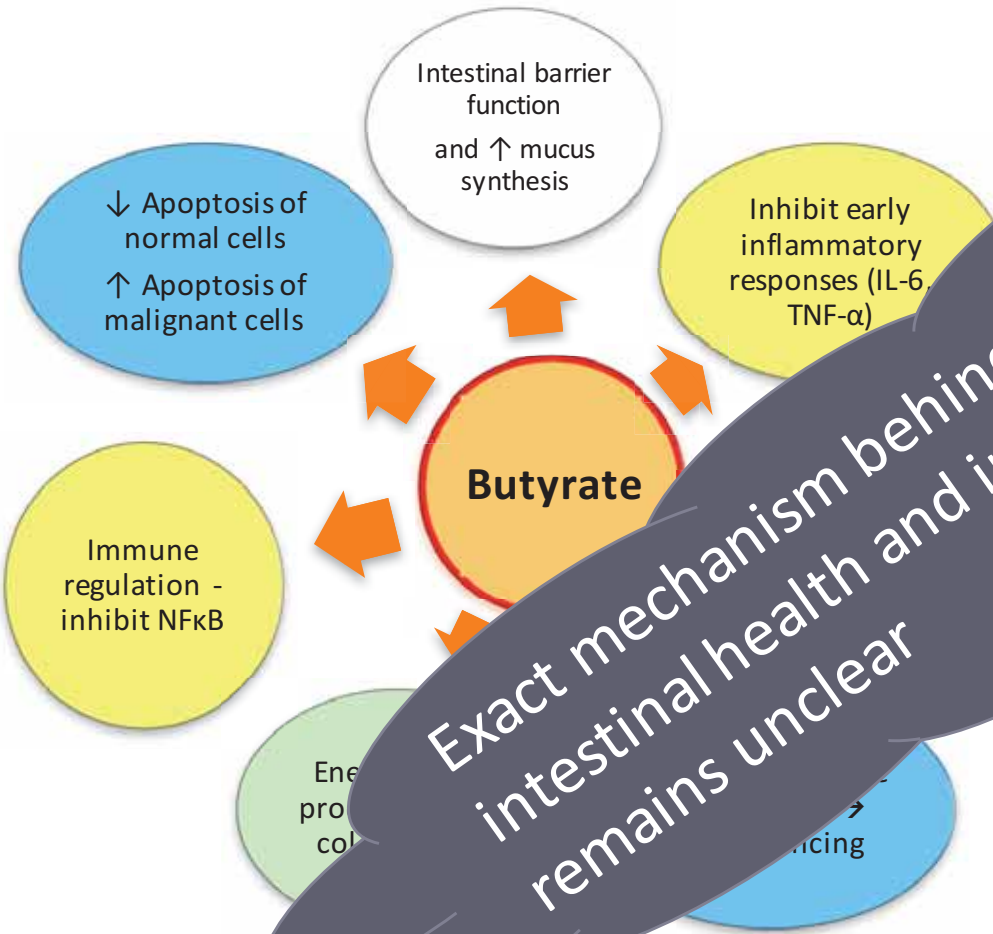 Intestinal barrier
function
and ↑ mucus
synthesis
↓ Apoptosis of
normal cells
↑ Apoptosis of
malignant cells
Inhibit early
inflammatory
responses (IL-6,
TNF-α)
Butyrate
Immune
regulation -
inhibit NFκB
Exact mechanism behind
intestinal health and
remains unclear
→